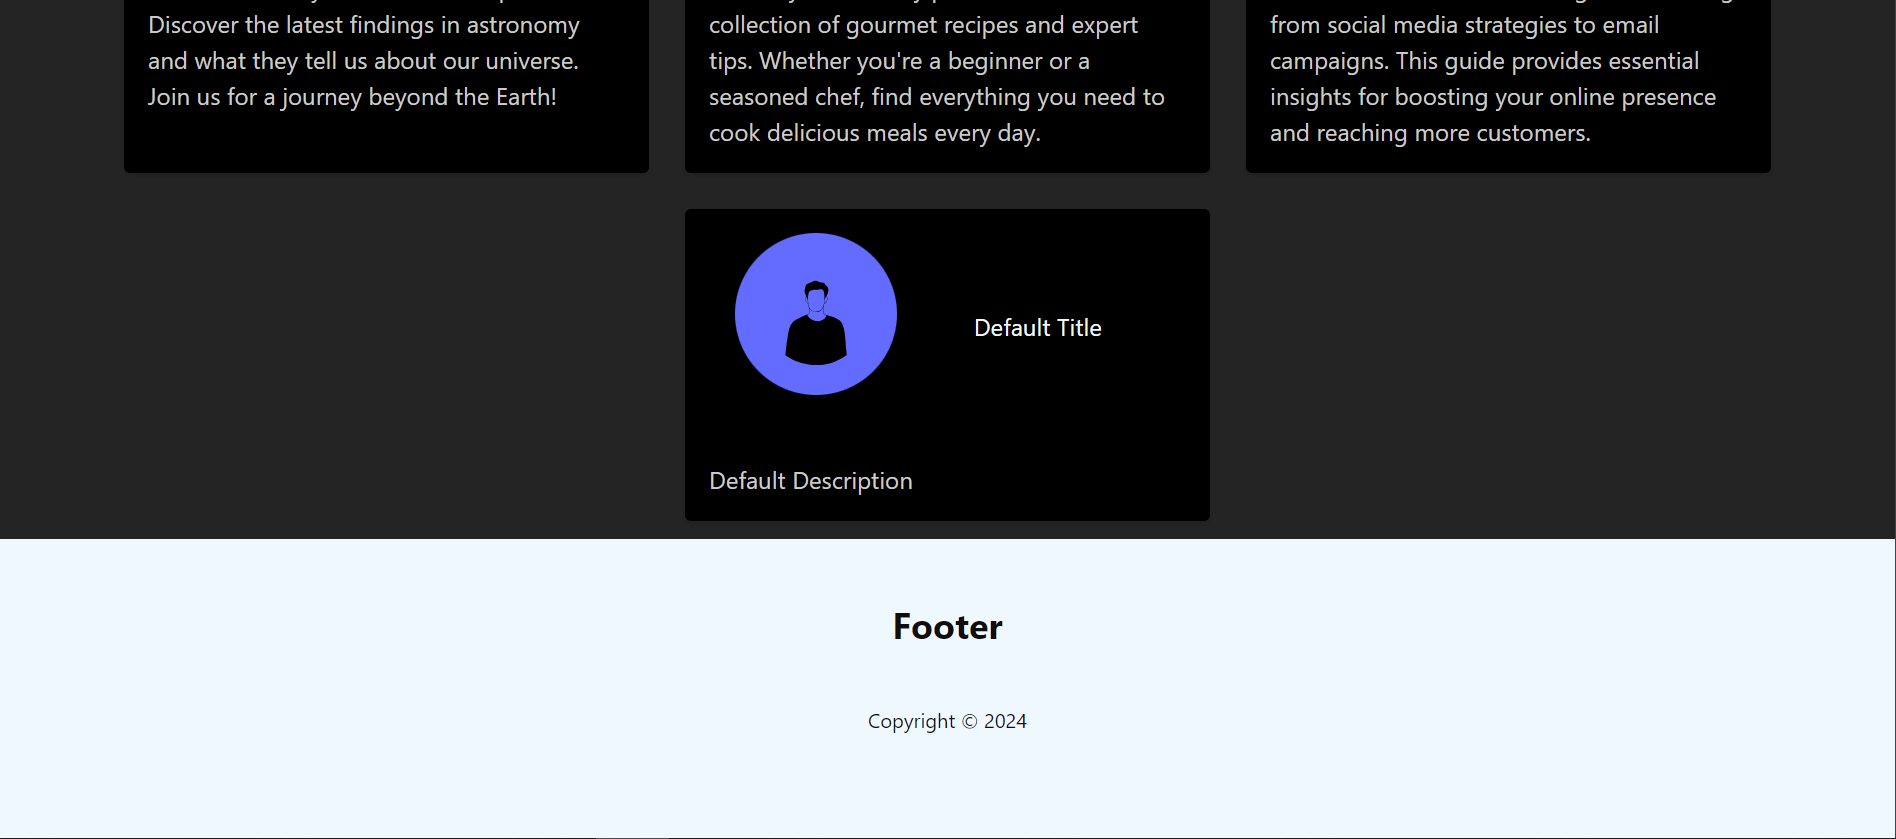 Discover the latest findings in astronomy
and what they tell us about our universe.
Join us for a journey beyond the Earth!
collection of gourmet recipes and expert
tips. Whether you're a beginner or a
seasoned chef, find everything you need to
cook delicious meals every day.
from social media strategies to email
campaigns. This guide provides essential
insights for boosting your online presence
and reaching more customers.
Default Title
Default Description
Footer
Copyright © 2024